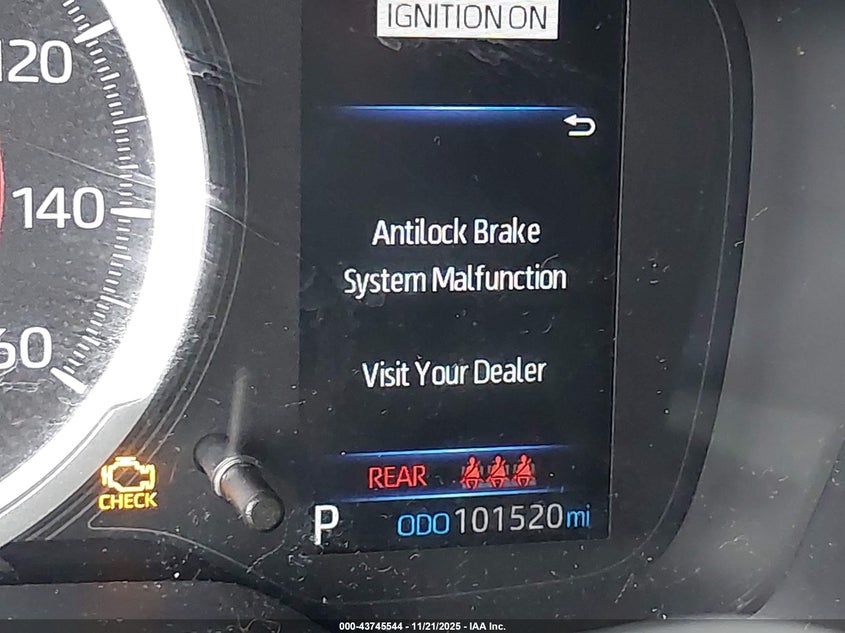 IGNITION ON
120
Antilock Brake
140
System Malfunction
60
Visit Your Dealer
CHECK
REAR
P ODO 101520 mi
000-43745544 - 11/21/2025 - IAA Inc.